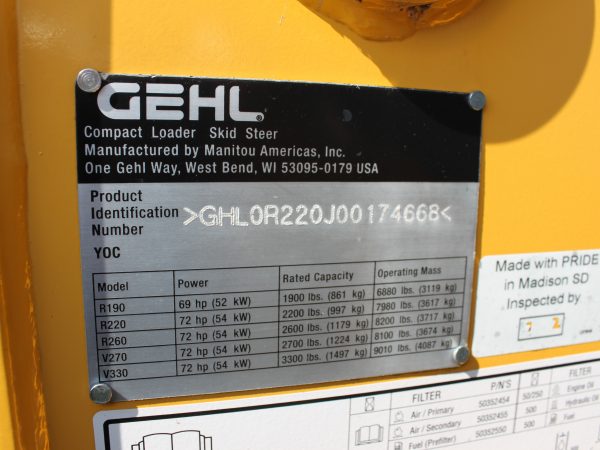 GEHL
Compact Loader Skid Steer
Manufactured by Manitou Americas, Inc.
One Gehl Way, West Bend, WI 53095-0179 USA
Product
Identification
Number
>GHL0R220J00174668<
YOC
Model Power Rated Capacity Operating Mass
R190 69 hp (52 kW) 1900 lbs. (861 kg) 6880 lbs. (3119 kg)
R220 72 hp (54 kW) 2200 lbs. (997 kg) 7980 lbs. (3617 kg)
R260 72 hp (54 kW) 2600 lbs. (1179 kg) 8200 lbs. (3717 kg)
V270 72 hp (54 kW) 2700 lbs. (1224 kg) 8100 lbs. (3674 kg)
V330 72 hp (54 kW) 3300 lbs. (1497 kg) 9010 lbs. (4087 kg)
Made with PRIDE
in Madison SD
Inspected by
7 2
FILTER P/N'S FILTER
Air / Primary 50352454 50/250 Engine Oil
Air / Secondary 50352455 500 Hydraulic Oil
Fuel (Prefilter) 50352550 500 Fuel